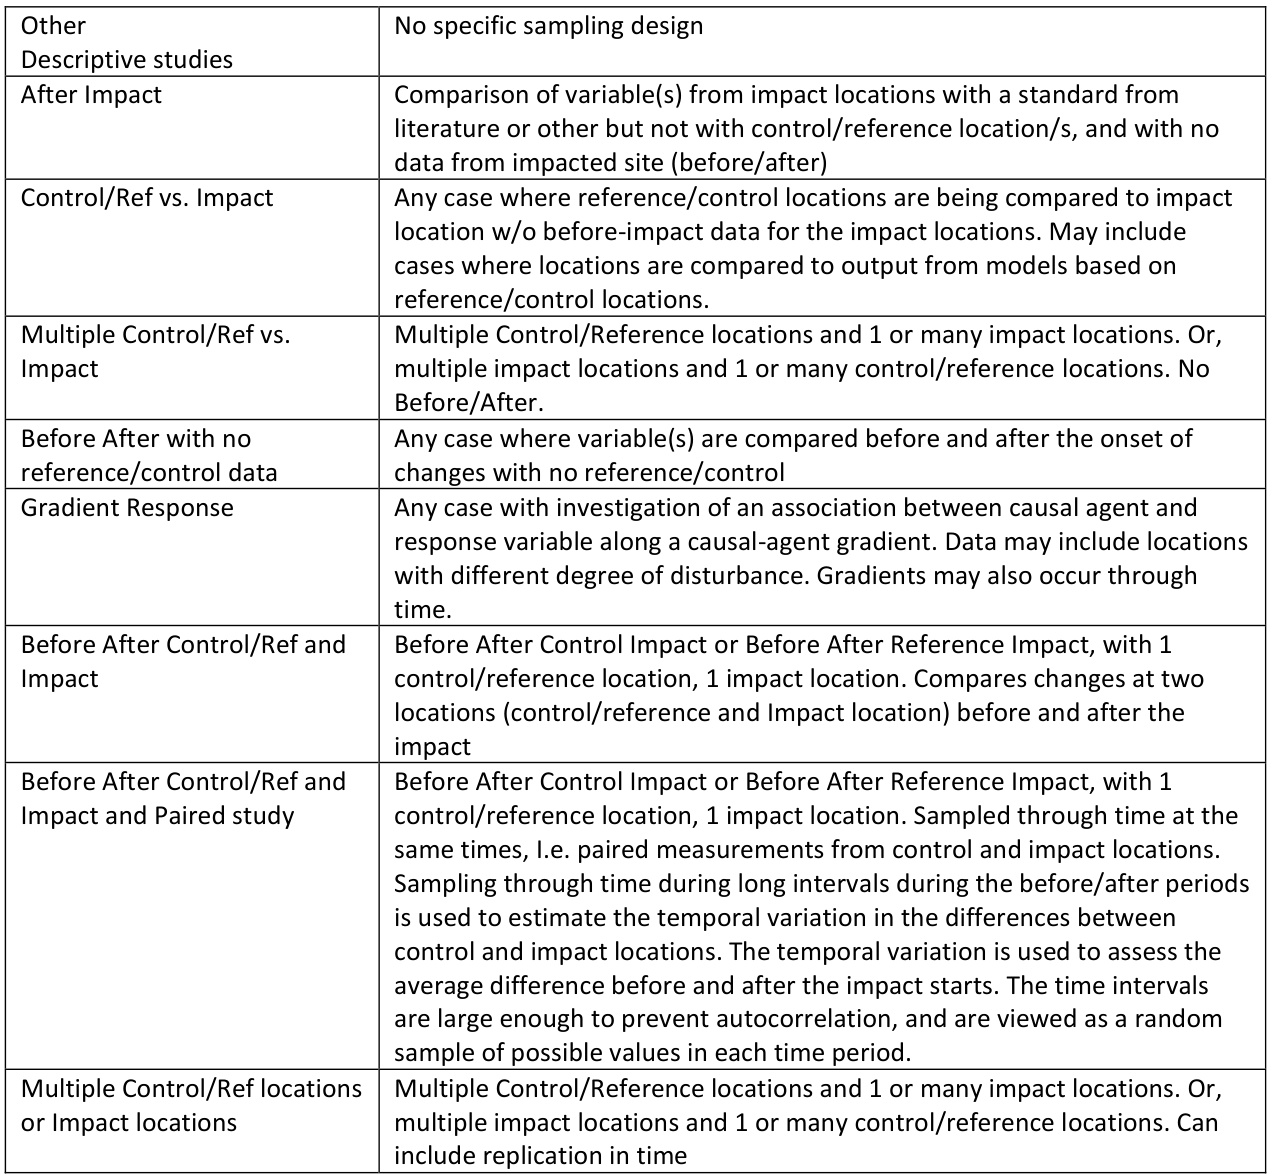 Other
Descriptive studies
No specific sampling design
After Impact
Comparison of variable(s) from impact locations with a standard from
literature or other but not with control/reference location/s, and with no
data from impacted site (before/after)
Control/Ref vs. Impact
Any case where reference/control locations are being compared to impact
location w/o before-impact data for the impact locations. May include
cases where locations are compared to output from models based on
reference/control locations.
Multiple Control/Ref vs.
Impact
Multiple Control/Reference locations and 1 or many impact locations. Or,
multiple impact locations and 1 or many control/reference locations. No
Before/After.
Before After with no
reference/control data
Any case where variable(s) are compared before and after the onset of
changes with no reference/control
Gradient Response
Any case with investigation of an association between causal agent and
response variable along a causal-agent gradient. Data may include locations
with different degree of disturbance. Gradients may also occur through
time.
Before After Control/Ref and
Impact
Before After Control Impact or Before After Reference Impact, with 1
control/reference location, 1 impact location. Compares changes at two
locations (control/reference and Impact location) before and after the
impact
Before After Control/Ref and
Impact and Paired study
Before After Control Impact or Before After Reference Impact, with 1
control/reference location, 1 impact location. Sampled through time at the
same times, I.e. paired measurements from control and impact locations.
Sampling through time during long intervals during the before/after periods
is used to estimate the temporal variation in the differences between
control and impact locations. The temporal variation is used to assess the
average difference before and after the impact starts. The time intervals
are large enough to prevent autocorrelation, and are viewed as a random
sample of possible values in each time period.
Multiple Control/Ref locations
or Impact locations
Multiple Control/Reference locations and 1 or many impact locations. Or,
multiple impact locations and 1 or many control/reference locations. Can
include replication in time